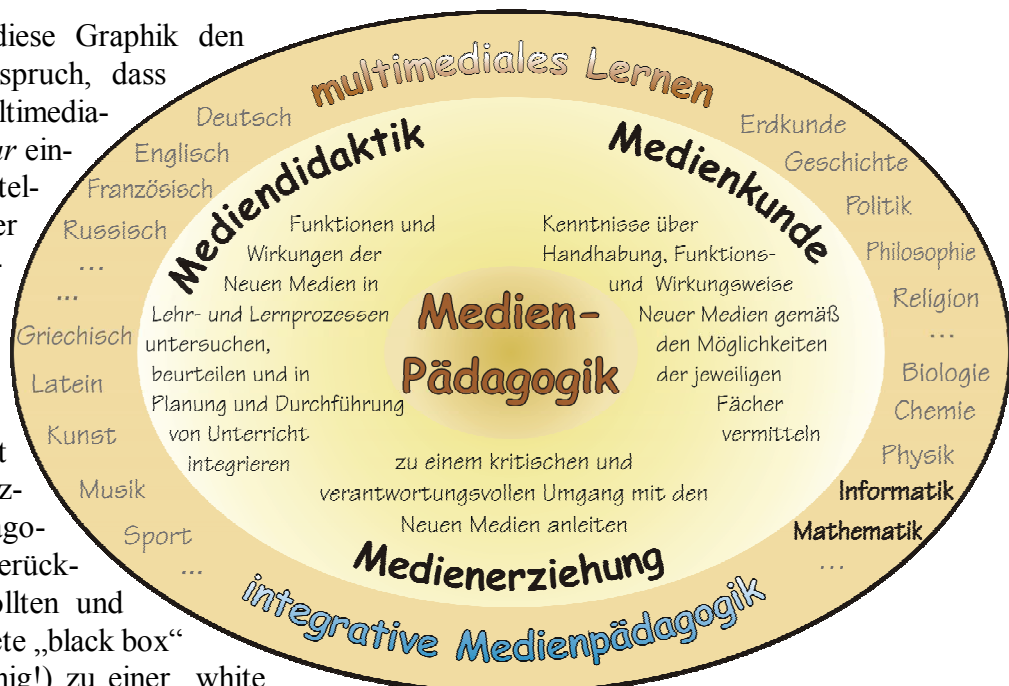 diese Graphik den
spruch, dass
ltimedia-
r ein-
tel-
er
Griechisch
t
z-
ago-
erück-
ollten und
ete „black box“
nig!) zu einer white
multimediales Lernen
Deutsch
Englisch
Französisch
Russisch
...
...
Latein
Kunst
Musik
Sport
...
Mediendidaktik
Funktionen und
Wirkungen der
Neuen Medien in
Lehr- und Lernprozessen
untersuchen,
beurteilen und in
Planung und Durchführung
von Unterricht
integrieren
Medien-
Pädagogik
Medienkunde
Kenntnisse über
Handhabung, Funktions-
und Wirkungsweise
Neuer Medien gemäß
den Möglichkeiten
der jeweiligen
Fächer
vermitteln
zu einem kritischen und
verantwortungsvollen Umgang mit den
Neuen Medien anleiten
Medienerziehung
Erdkunde
Geschichte
Politik
Philosophie
Religion
...
Biologie
Chemie
Physik
Informatik
Mathematik
...
integrative Medienpädagogik